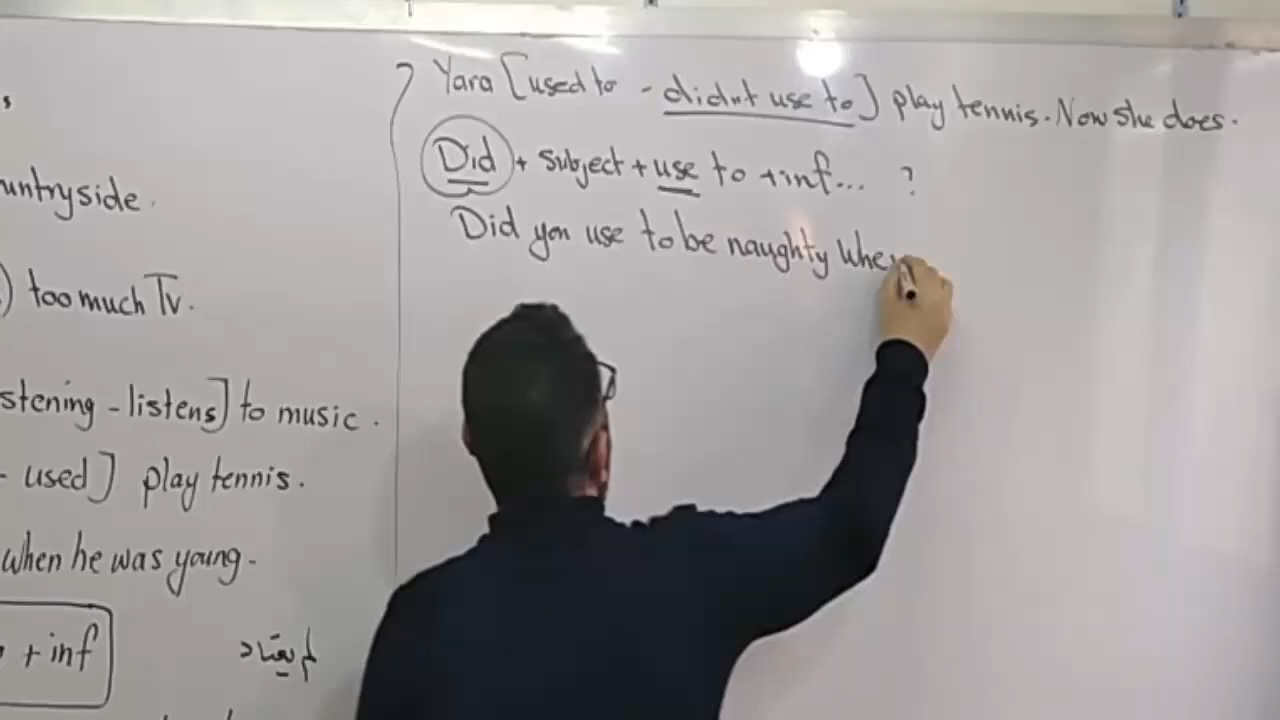 untryside.
) too much Tv.
stening - listens] to music.
- used] play tennis.
when he was young.
+ inf
لم يعتاد
Yara [used to - didn't use to] play tennis. Now she does.
Did + subject + use to + inf... ?
Did you use to be naughty when